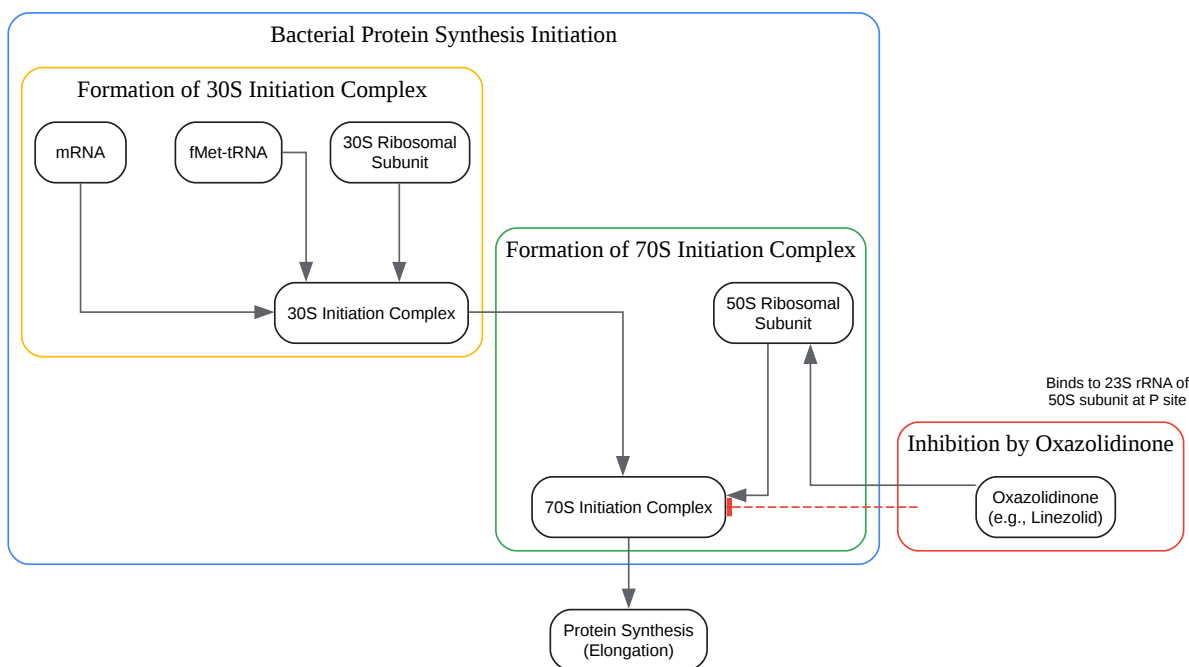 Bacterial Protein Synthesis Initiation
Formation of 30S Initiation Complex
mRNA
fMet-tRNA
30S Ribosomal
Subunit
30S Initiation Complex
Formation of 70S Initiation Complex
50S Ribosomal
Subunit
70S Initiation Complex
Binds to 23S rRNA of
50S subunit at P site
Inhibition by Oxazolidinone
Oxazolidinone
(e.g., Linezolid)
Protein Synthesis
(Elongation)